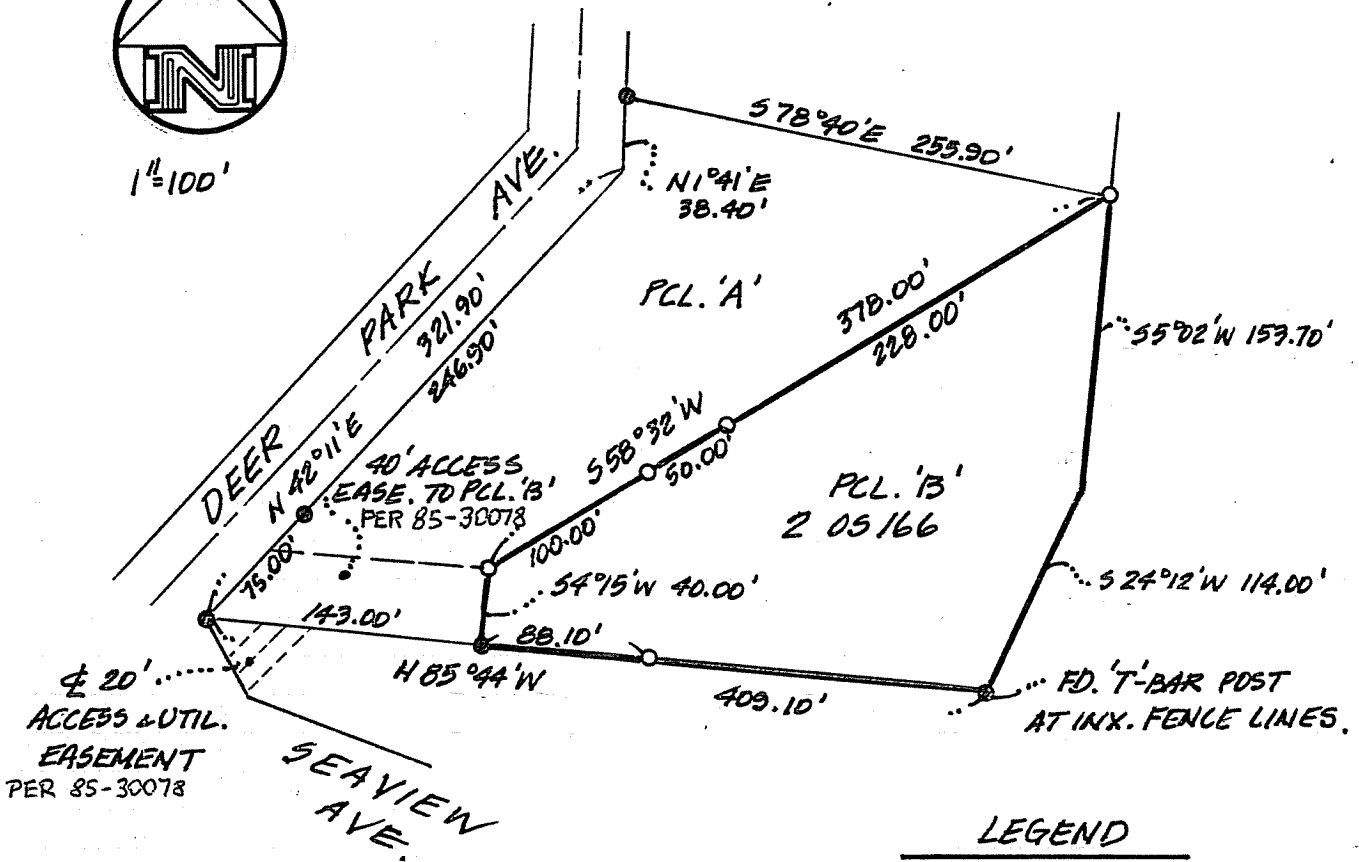 N
1"=100'
DEER PARK AVE.
S 78°40'E 255.90'
N 1°41'E
38.40'
PCL. 'A'
321.90'
246.90'
N 42°11'E
378.00'
228.00'
S5°02'W 153.70'
S58°32'W
50.00'
100.00'
40' ACCESS
EASE. TO PCL. 'B'
PER 85-30078
PCL. 'B'
2 OS 166
75.00'
S4°15'W 40.00'
S 24°12'W 114.00'
143.00'
88.10'
N 85°44'W
409.10'
℄ 20'
ACCESS & UTIL.
EASEMENT
PER 85-30078
FD. 'T'-BAR POST
AT INX. FENCE LINES.
SEAVIEW
AVE.
LEGEND